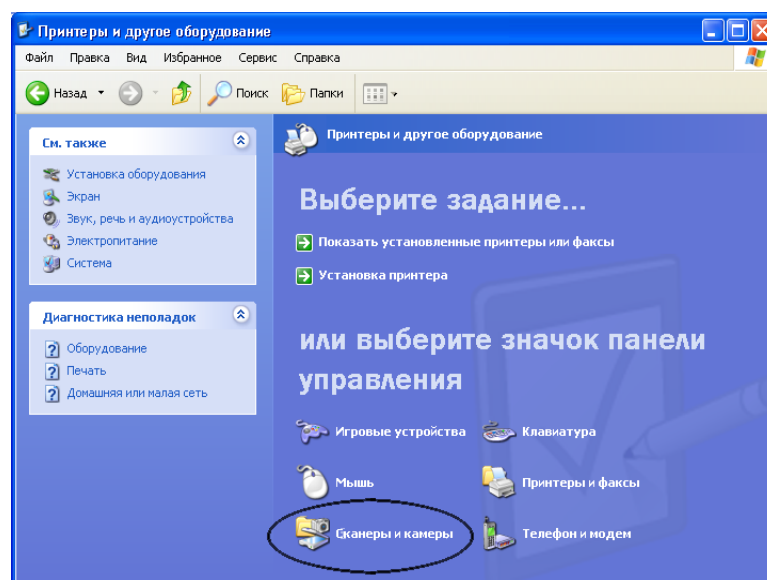 Принтеры и другое оборудование
Файл Правка Вид Избранное Сервис Справка
Назад Поиск Папки
См. также
Установка оборудования
Экран
Звук, речь и аудиоустройства
Электропитание
Система
Диагностика неполадок
Оборудование
Печать
Домашняя или малая сеть
Принтеры и другое оборудование
Выберите задание...
Показать установленные принтеры или факсы
Установка принтера
или выберите значок панели
управления
Игровые устройства Клавиатура
Мышь Принтеры и факсы
Сканеры и камеры Телефон и модем